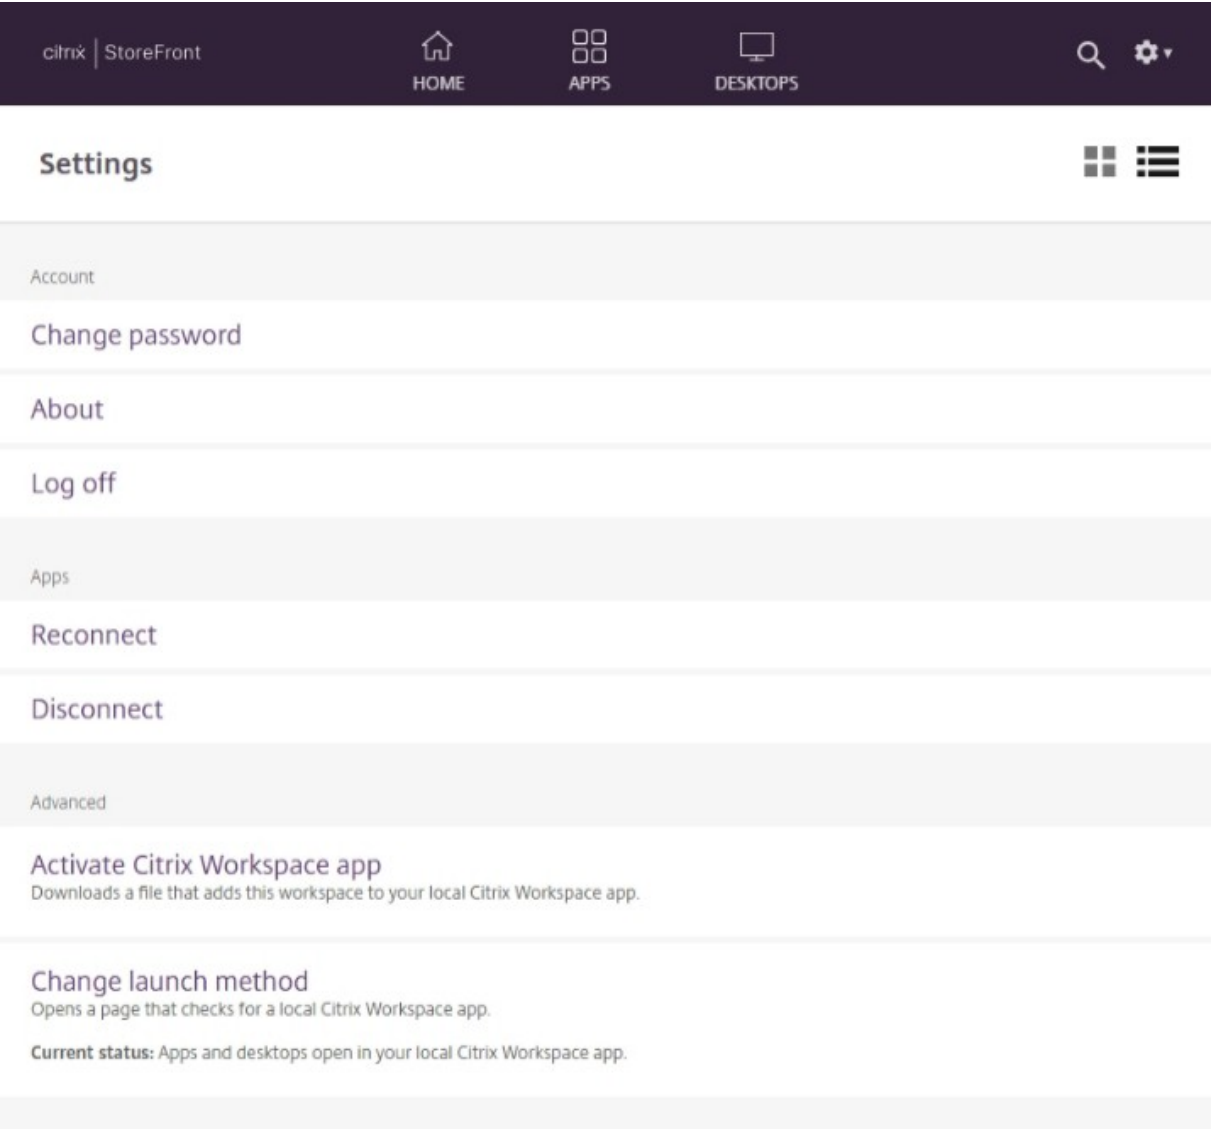 citrix | StoreFront
HOME
APPS
DESKTOPS
Settings
Account
Change password
About
Log off
Apps
Reconnect
Disconnect
Advanced
Activate Citrix Workspace app
Downloads a file that adds this workspace to your local Citrix Workspace app.
Change launch method
Opens a page that checks for a local Citrix Workspace app.
Current status: Apps and desktops open in your local Citrix Workspace app.